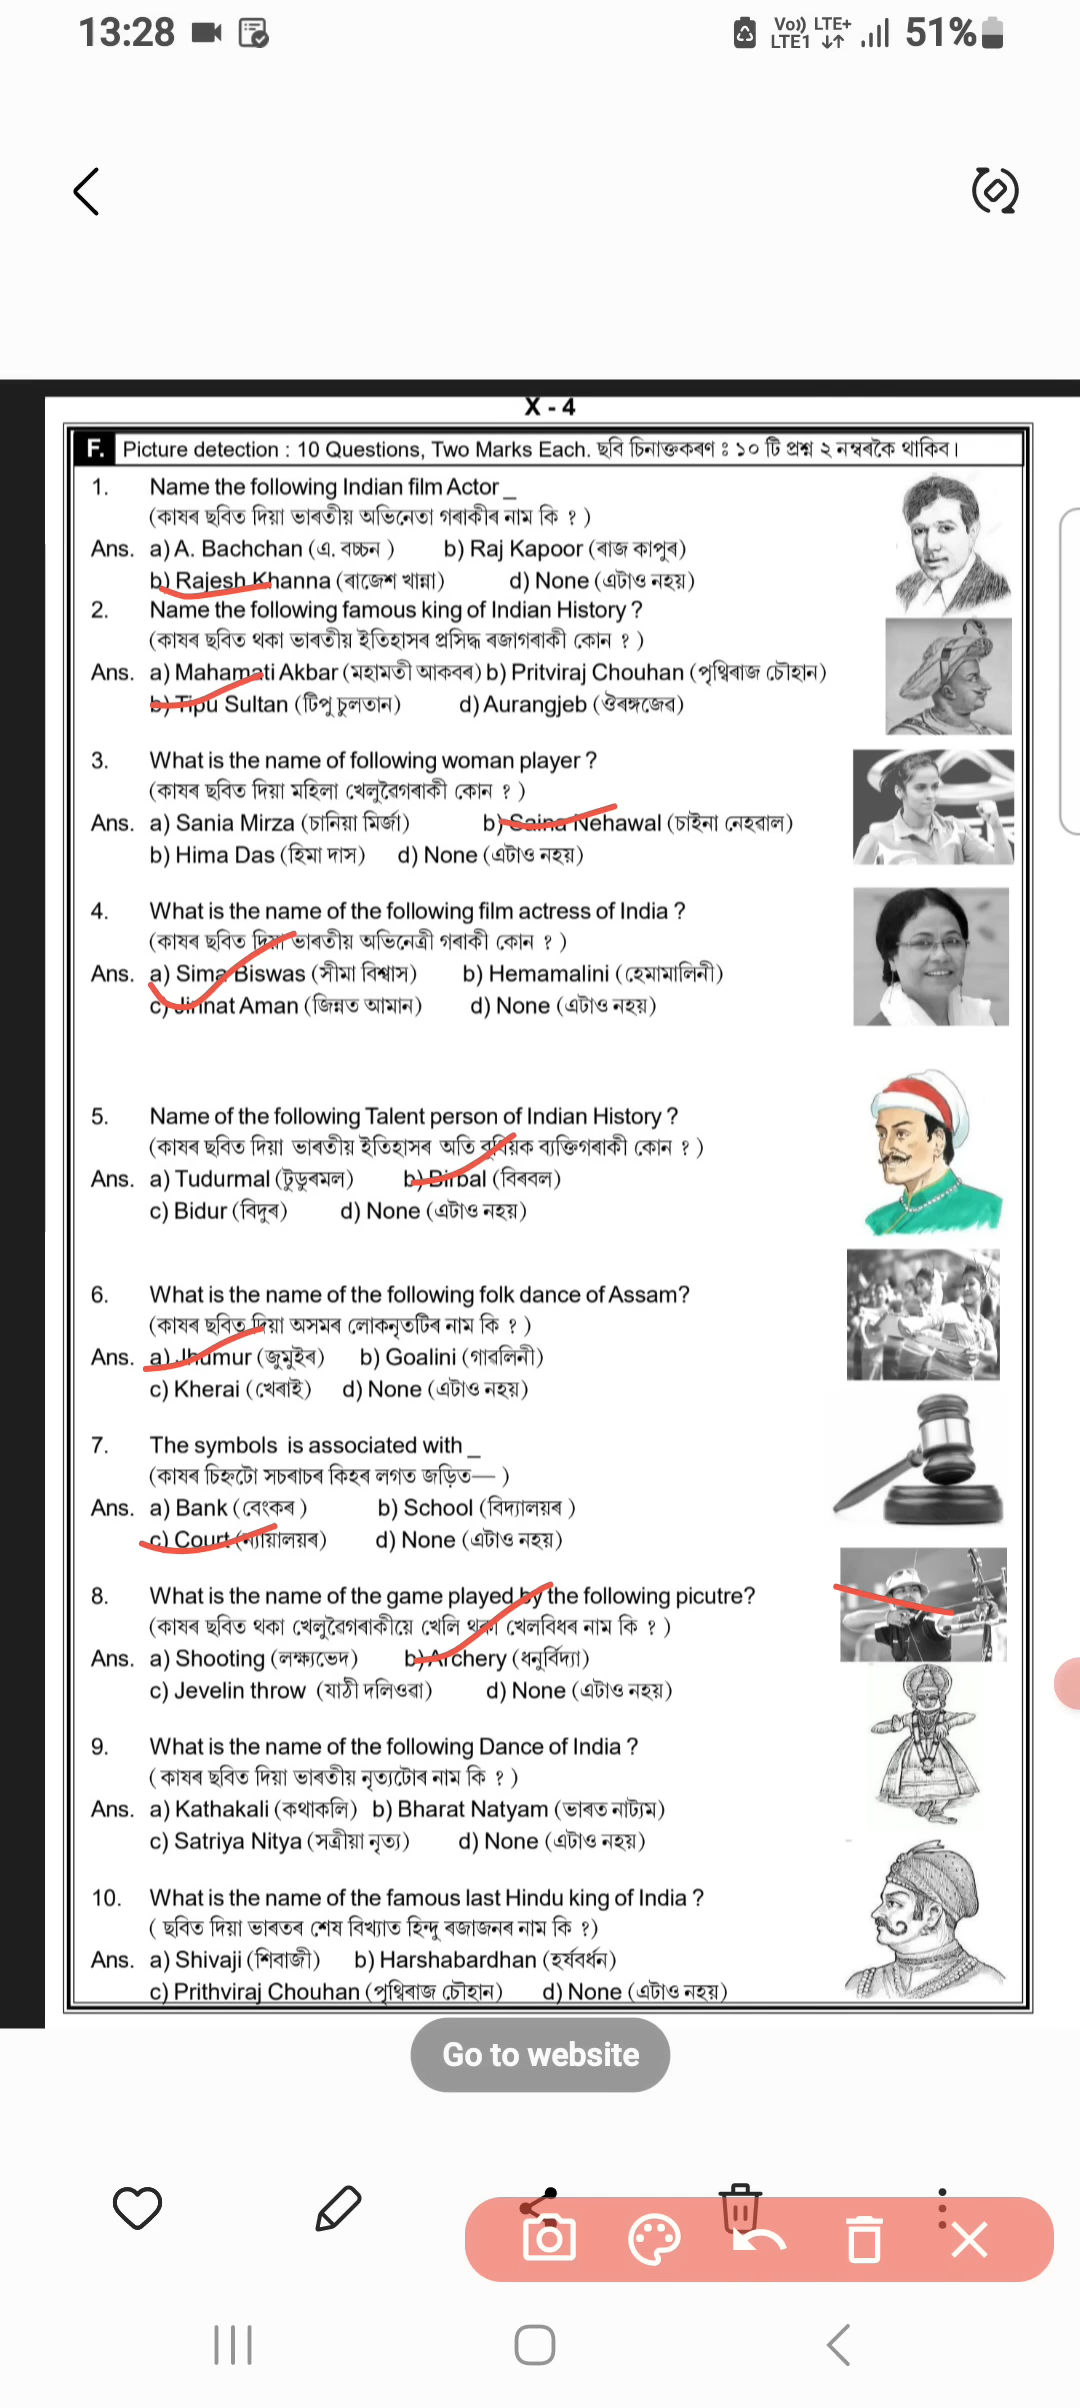 13:28
Vo)) LTE+
LTE1
51%
X - 4
F. Picture detection : 10 Questions, Two Marks Each. ছবি চিনাক্তকৰণ ঃ ১০ টি প্ৰশ্ন ২ নম্বৰকৈ থাকিব।
1. Name the following Indian film Actor _
(কাষৰ ছবিত দিয়া ভাৰতীয় অভিনেতা গৰাকীৰ নাম কি ? )
Ans. a) A. Bachchan (এ. বচ্চন ) b) Raj Kapoor (ৰাজ কাপুৰ)
b) Rajesh Khanna (ৰাজেশ খান্না) d) None (এটাও নহয়)
2. Name the following famous king of Indian History ?
(কাষৰ ছবিত থকা ভাৰতীয় ইতিহাসৰ প্ৰসিদ্ধ ৰজাগৰাকী কোন ? )
Ans. a) Mahamati Akbar (মহামতী আকবৰ) b) Pritviraj Chouhan (পৃথ্বিৰাজ চৌহান)
b) Tipu Sultan (টিপু চুলতান) d) Aurangjeb (ঔৰঙ্গজেৱ)
3. What is the name of following woman player ?
(কাষৰ ছবিত দিয়া মহিলা খেলুৱৈগৰাকী কোন ? )
Ans. a) Sania Mirza (চানিয়া মিৰ্জা) b) Saina Nehawal (চাইনা নেহৱাল)
b) Hima Das (হিমা দাস) d) None (এটাও নহয়)
4. What is the name of the following film actress of India ?
(কাষৰ ছবিত দিয়া ভাৰতীয় অভিনেত্ৰী গৰাকী কোন ? )
Ans. a) Sima Biswas (সীমা বিশ্বাস) b) Hemamalini (হেমামালিনী)
c) Jinnat Aman (জিন্নত আমান) d) None (এটাও নহয়)
5. Name of the following Talent person of Indian History ?
(কাষৰ ছবিত দিয়া ভাৰতীয় ইতিহাসৰ অতি ব্যক্তিগৰাকী কোন ? )
Ans. a) Tudurmal (টুডুৰমল) b) Birbal (বিৰবল)
c) Bidur (বিদুৰ) d) None (এটাও নহয়)
6. What is the name of the following folk dance of Assam?
(কাষৰ ছবিত দিয়া অসমৰ লোকনৃতটিৰ নাম কি ? )
Ans. a) Jhumur (জুমুইৰ) b) Goalini (গাৱলিনী)
c) Kherai (খেৰাই) d) None (এটাও নহয়)
7. The symbols is associated with _
(কাষৰ চিহ্নটো সচৰাচৰ কিহৰ লগত জড়িত— )
Ans. a) Bank (বেংকৰ ) b) School (বিদ্যালয়ৰ )
c) Court (ন্যায়ালয়ৰ) d) None (এটাও নহয়)
8. What is the name of the game played by the following picutre?
(কাষৰ ছবিত থকা খেলুৱৈগৰাকীয়ে খেলি থকা খেলবিধৰ নাম কি ? )
Ans. a) Shooting (লক্ষ্যভেদ) b) Archery (ধনুৰ্বিদ্যা)
c) Jevelin throw (যাঠী দলিওৱা) d) None (এটাও নহয়)
9. What is the name of the following Dance of India ?
( কাষৰ ছবিত দিয়া ভাৰতীয় নৃত্যটোৰ নাম কি ? )
Ans. a) Kathakali (কথাকলি) b) Bharat Natyam (ভাৰত নাট্যম)
c) Satriya Nitya (সত্ৰীয়া নৃত্য) d) None (এটাও নহয়)
10. What is the name of the famous last Hindu king of India ?
( ছবিত দিয়া ভাৰতৰ শেষ বিখ্যাত হিন্দু ৰজাজনৰ নাম কি ?)
Ans. a) Shivaji (শিৱাজী) b) Harshabardhan (হৰ্ষবৰ্ধন)
c) Prithviraj Chouhan (পৃথ্বিৰাজ চৌহান) d) None (এটাও নহয়)
Go to website